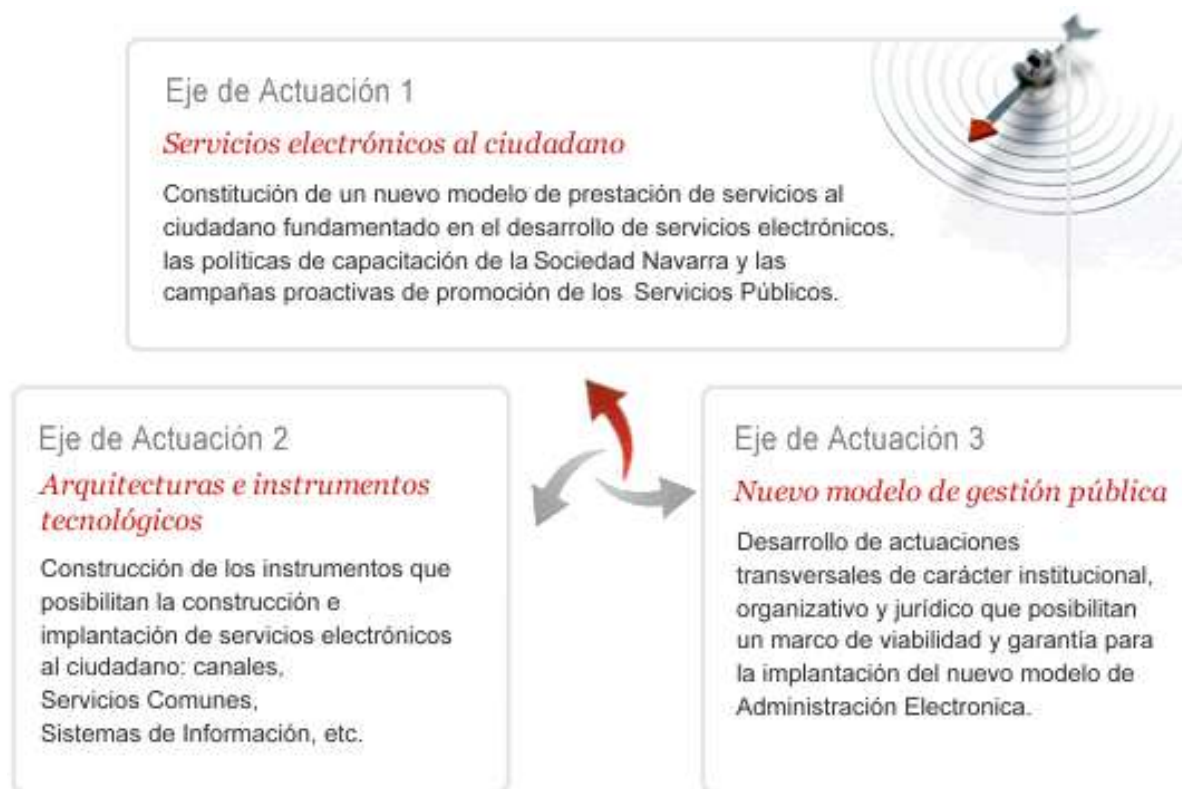 Eje de Actuación 1
Servicios electrónicos al ciudadano
Constitución de un nuevo modelo de prestación de servicios al
ciudadano fundamentado en el desarrollo de servicios electrónicos,
las políticas de capacitación de la Sociedad Navarra y las
campañas proactivas de promoción de los Servicios Públicos.
Eje de Actuación 2
Arquitecturas e instrumentos
tecnológicos
Construcción de los instrumentos que
posibilitan la construcción e
implantación de servicios electrónicos
al ciudadano: canales,
Servicios Comunes,
Sistemas de Información, etc.
Eje de Actuación 3
Nuevo modelo de gestión pública
Desarrollo de actuaciones
transversales de carácter institucional,
organizativo y jurídico que posibilitan
un marco de viabilidad y garantía para
la implantación del nuevo modelo de
Administración Electronica.